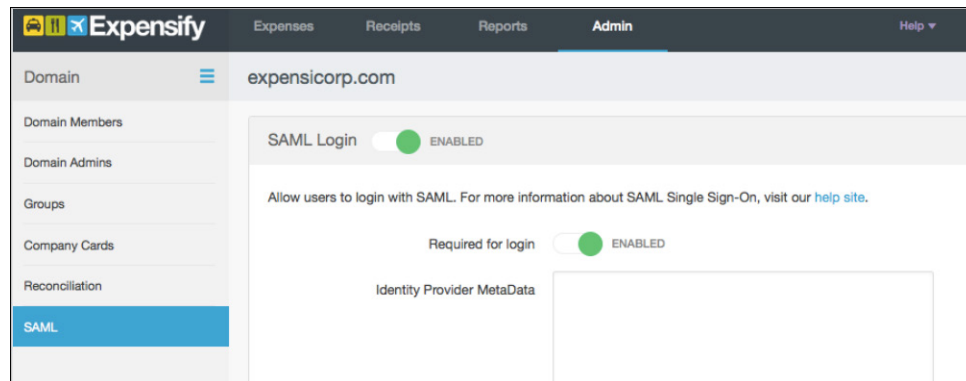 Expensify
Expenses
Receipts
Reports
Admin
Help
Domain
expensicorp.com
Domain Members
Domain Admins
Groups
Company Cards
Reconciliation
SAML
SAML Login ENABLED
Allow users to login with SAML. For more information about SAML Single Sign-On, visit our help site.
Required for login ENABLED
Identity Provider MetaData